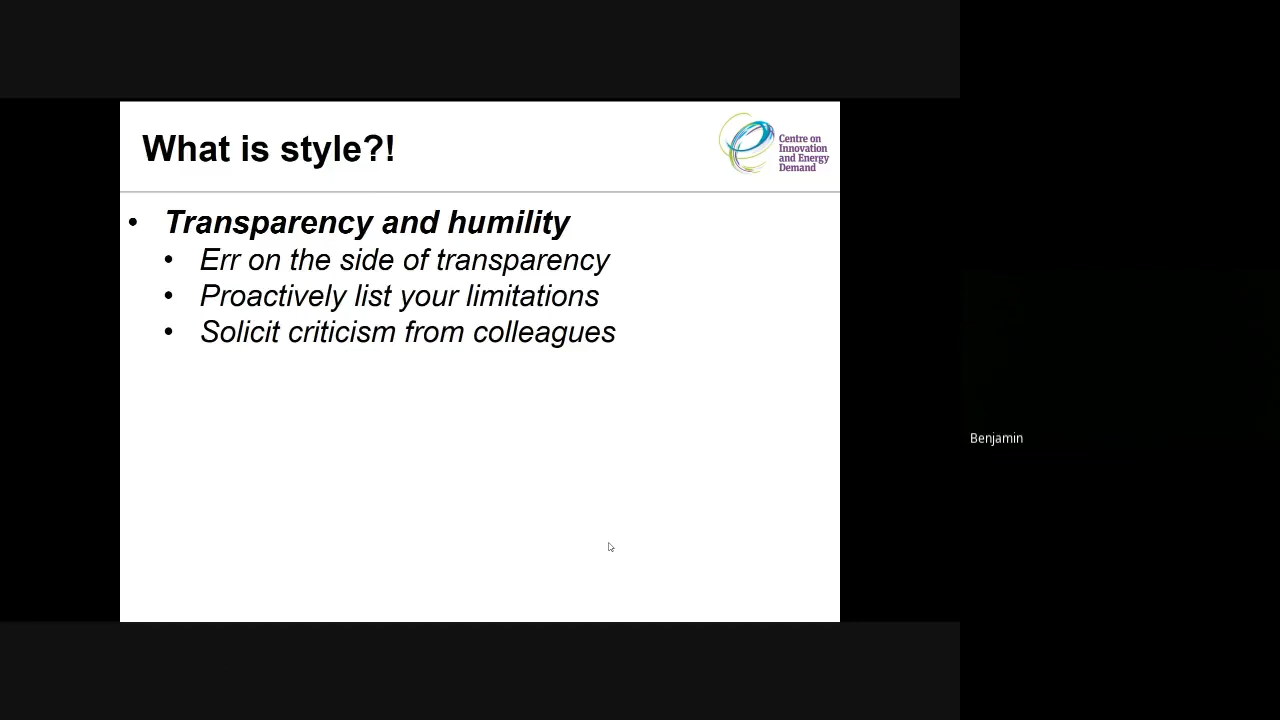 What is style?!
Centre on
Innovation
and Energy
Demand
• Transparency and humility
• Err on the side of transparency
• Proactively list your limitations
• Solicit criticism from colleagues
Benjamin